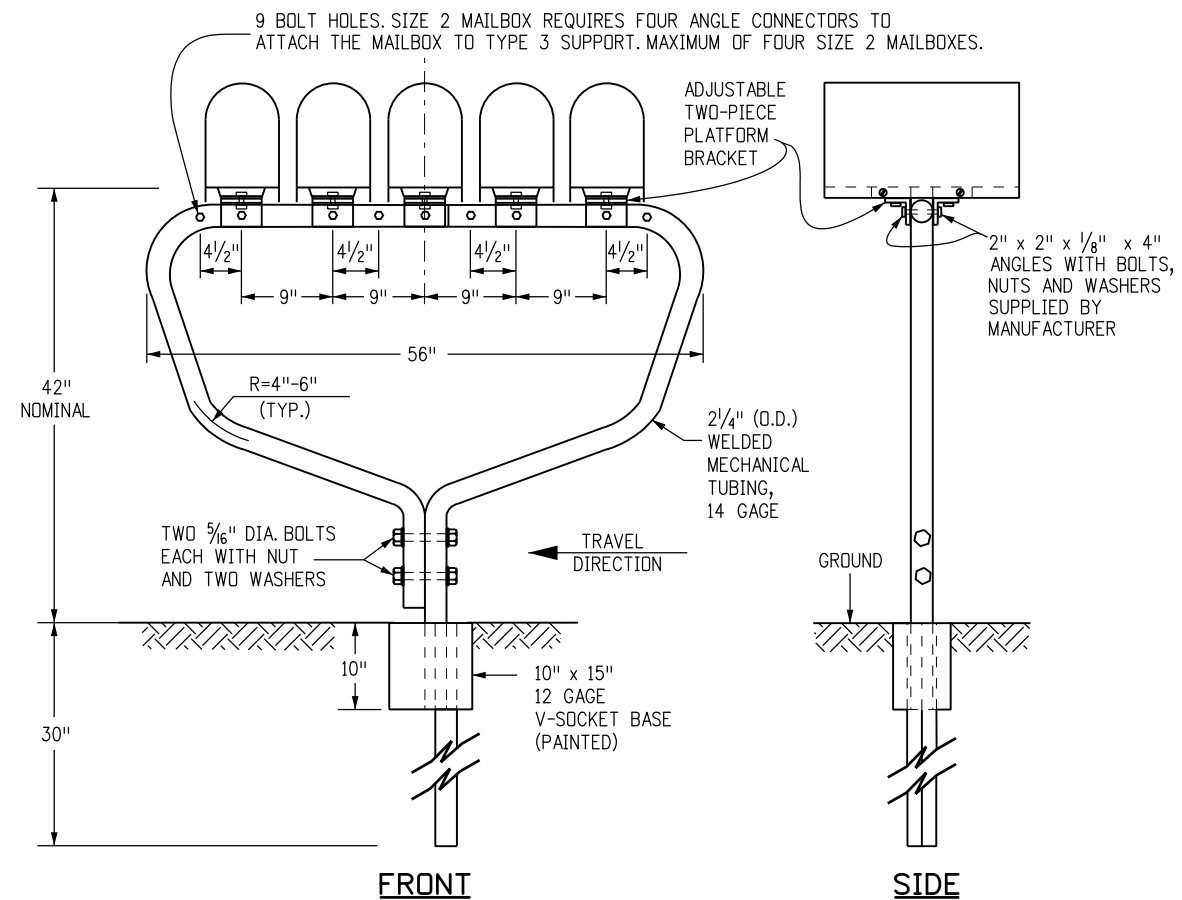 9 BOLT HOLES. SIZE 2 MAILBOX REQUIRES FOUR ANGLE CONNECTORS TO
ATTACH THE MAILBOX TO TYPE 3 SUPPORT. MAXIMUM OF FOUR SIZE 2 MAILBOXES.
ADJUSTABLE
TWO-PIECE
PLATFORM
BRACKET
4½" 4½" 4½" 4½"
9" 9" 9" 9"
56"
42"
NOMINAL
R=4"-6"
(TYP.)
2¼" (O.D.)
WELDED
MECHANICAL
TUBING,
14 GAGE
TWO 5/16" DIA. BOLTS
EACH WITH NUT
AND TWO WASHERS
TRAVEL
DIRECTION
10"
10" x 15"
12 GAGE
V-SOCKET BASE
(PAINTED)
30"
FRONT
2" x 2" x ⅛" x 4"
ANGLES WITH BOLTS,
NUTS AND WASHERS
SUPPLIED BY
MANUFACTURER
GROUND
SIDE